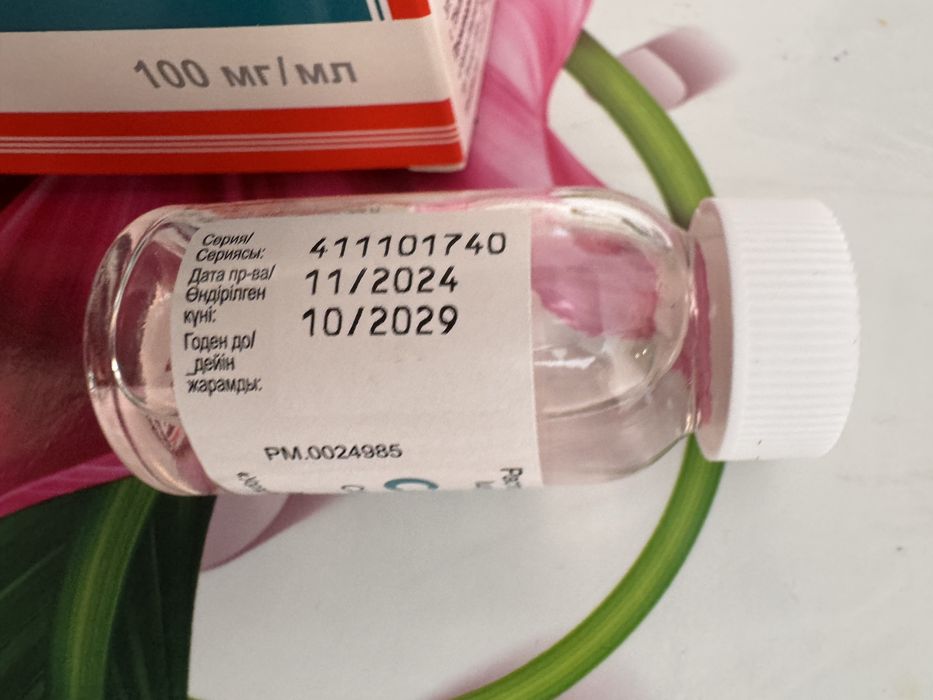 100 мг/мл
Серия/
Сериясы: 411101740
Дата пр-ва/ 11/2024
Өндірілген
күні: 10/2029
Годен до/
_дейін
жарамды:
РМ.0024985